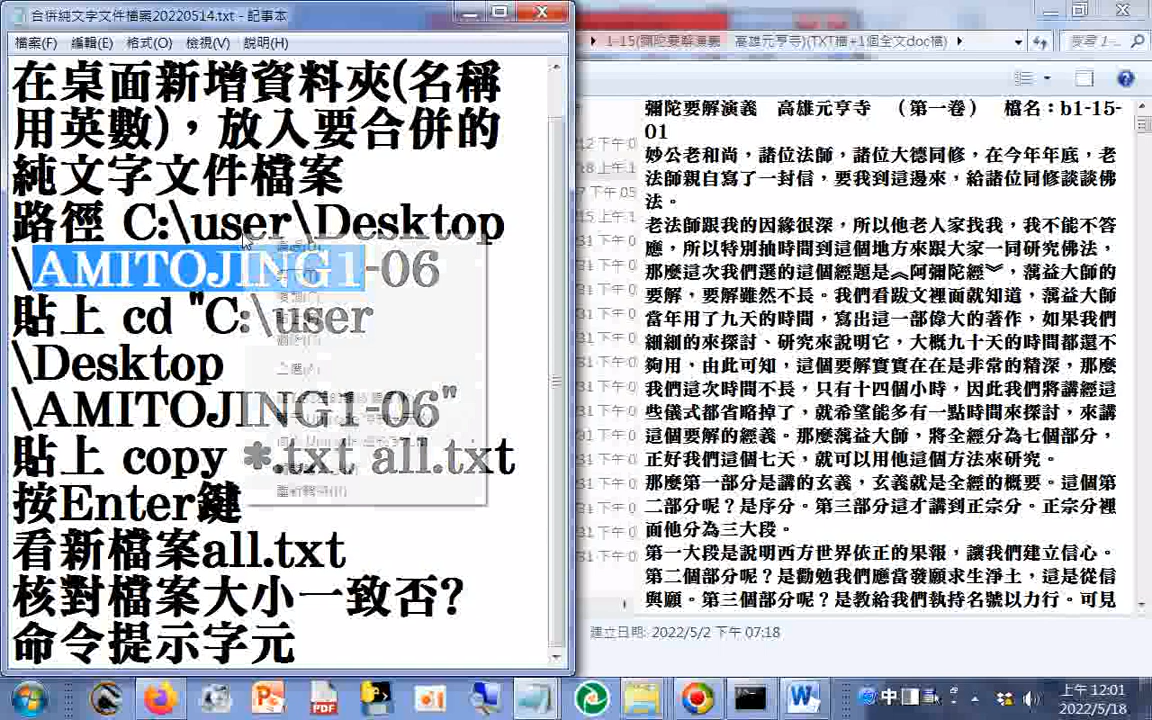 合併純文字文件檔案20220514.txt - 記事本
檔案(F) 編輯(E) 格式(O) 檢視(V) 說明(H)
在桌面新增資料夾(名稱
用英數)，放入要合併的
純文字文件檔案
路徑 C:\user\Desktop
\AMITOJING1-06
貼上 cd "C:\user
\Desktop
\AMITOJING1-06"
貼上 copy *.txt all.txt
按Enter鍵
看新檔案all.txt
核對檔案大小一致否?
命令提示字元
1-15(彌陀要解演義 高雄元亨寺)(TXT檔+1個全文doc檔)
搜尋 1-...
彌陀要解演義 高雄元亨寺 （第一卷） 檔名：b1-15-
01
妙公老和尚，諸位法師，諸位大德同修，在今年年底，老
法師親自寫了一封信，要我到這邊來，給諸位同修談談佛
法。
老法師跟我的因緣很深，所以他老人家找我，我不能不答
應，所以特別抽時間到這個地方來跟大家一同研究佛法，
那麼這次我們選的這個經題是︽阿彌陀經︾，蕅益大師的
要解，要解雖然不長。我們看跋文裡面就知道，蕅益大師
當年用了九天的時間，寫出這一部偉大的著作，如果我們
細細的來探討、研究來說明它，大概九十天的時間都還不
夠用、由此可知，這個要解實實在在是非常的精深，那麼
我們這次時間不長，只有十四個小時，因此我們將講經這
些儀式都省略掉了，就希望能多有一點時間來探討，來講
這個要解的經義。那麼蕅益大師，將全經分為七個部分，
正好我們這個七天，就可以用他這個方法來研究。
那麼第一部分是講的玄義，玄義就是全經的概要。這個第
二部分呢？是序分。第三部分這才講到正宗分。正宗分裡
面他分為三大段。
第一大段是說明西方世界依正的果報，讓我們建立信心。
第二個部分呢？是勸勉我們應當發願求生淨土，這是從信
與願。第三個部分呢？是教給我們執持名號以力行。可見
建立日期: 2022/5/2 下午 07:18
中
上午 12:01
2022/5/18